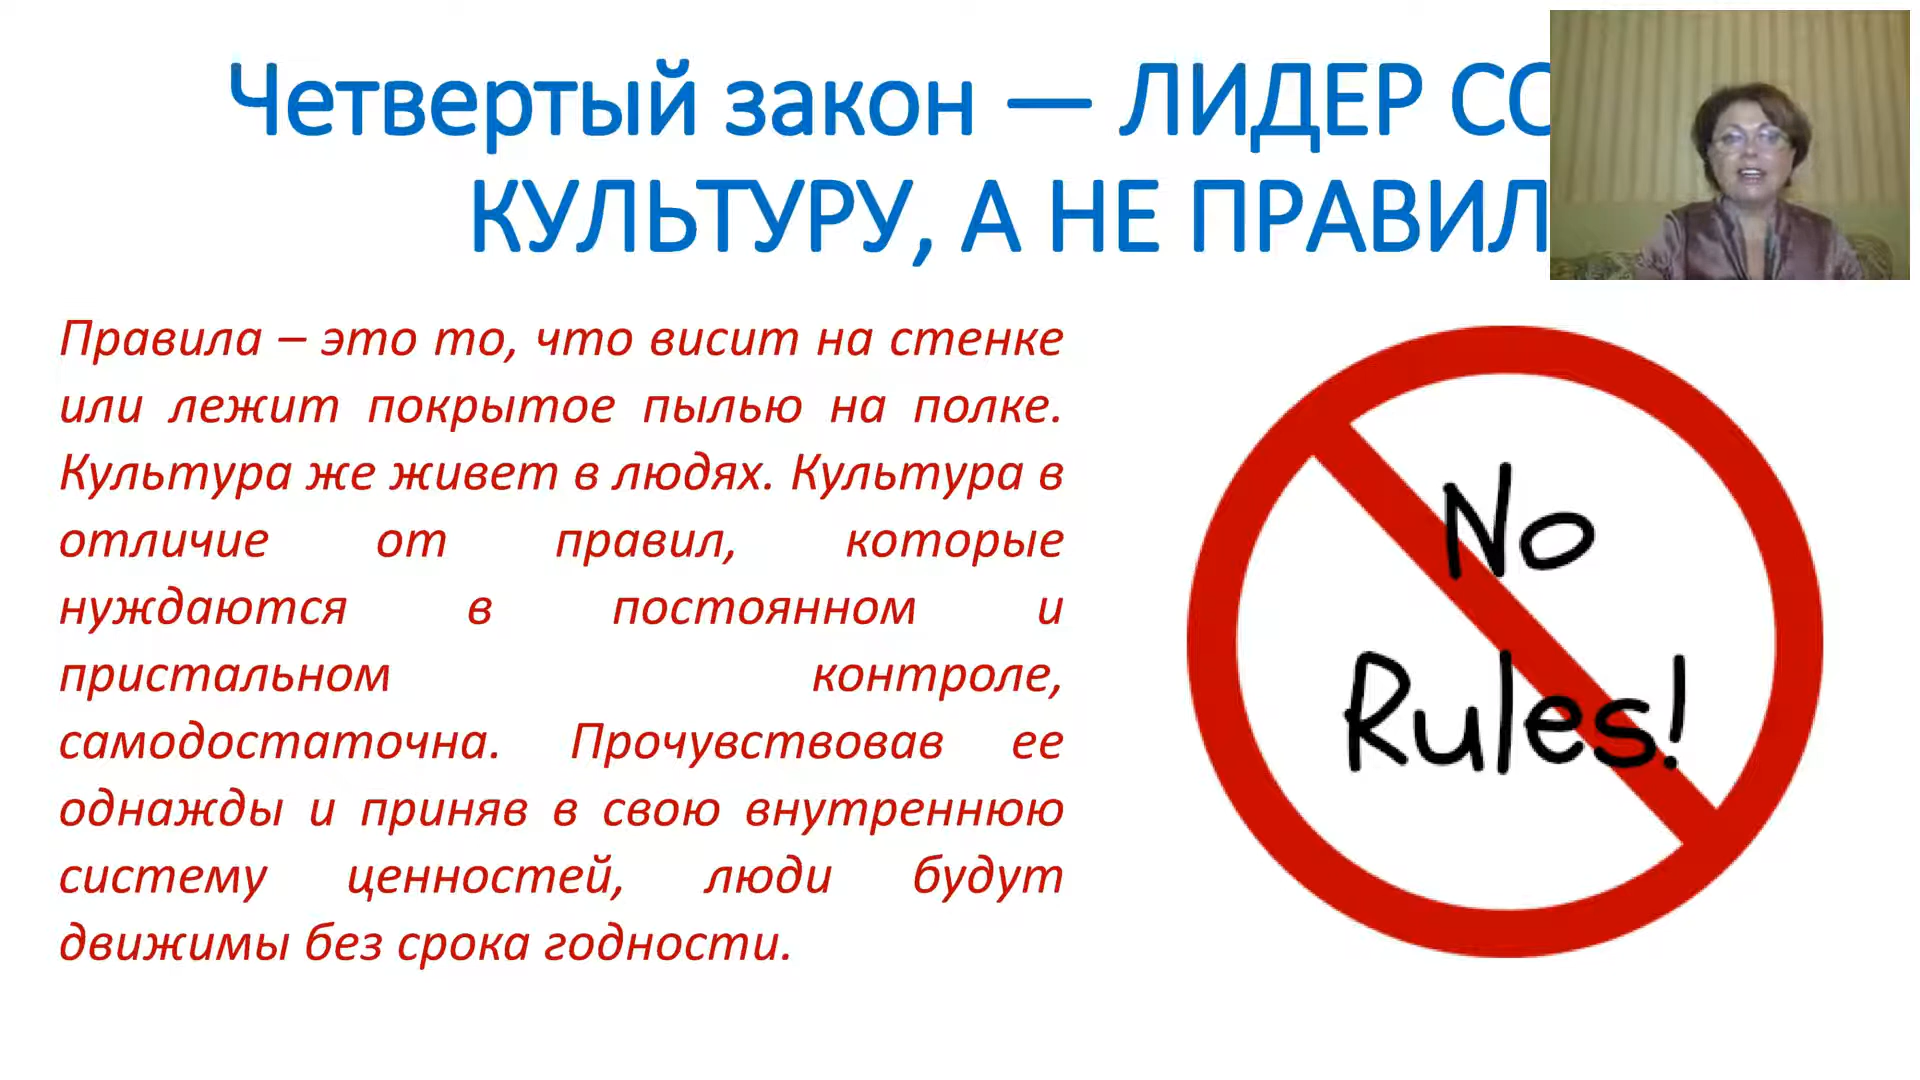 Четвертый закон — ЛИДЕР
КУЛЬТУРУ, А НЕ
Правила – это то, что висит на стенке
или лежит покрытое пылью на полке.
Культура же живет в людях. Культура в
отличие от правил, которые
нуждаются в постоянном и
пристальном контроле,
самодостаточна. Прочувствовав ее
однажды и приняв в свою внутреннюю
систему ценностей, люди будут
движимы без срока годности.
No
Rules!